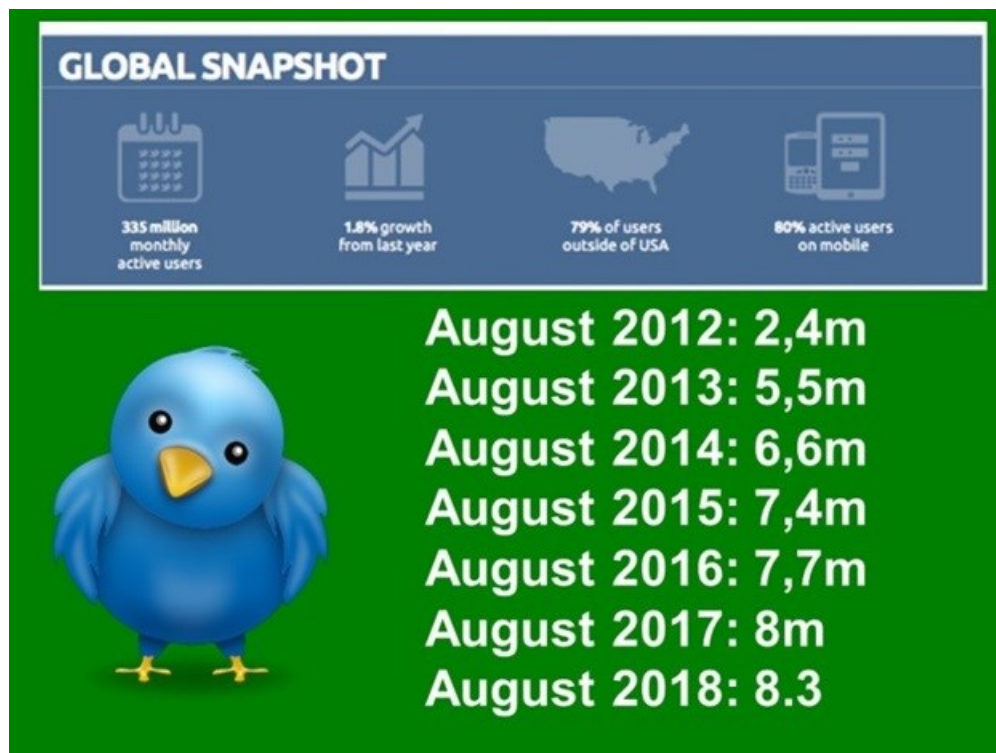 GLOBAL SNAPSHOT
335 million
monthly
active users
1.8% growth
from last year
79% of users
outside of USA
80% active users
on mobile
August 2012: 2,4m
August 2013: 5,5m
August 2014: 6,6m
August 2015: 7,4m
August 2016: 7,7m
August 2017: 8m
August 2018: 8.3